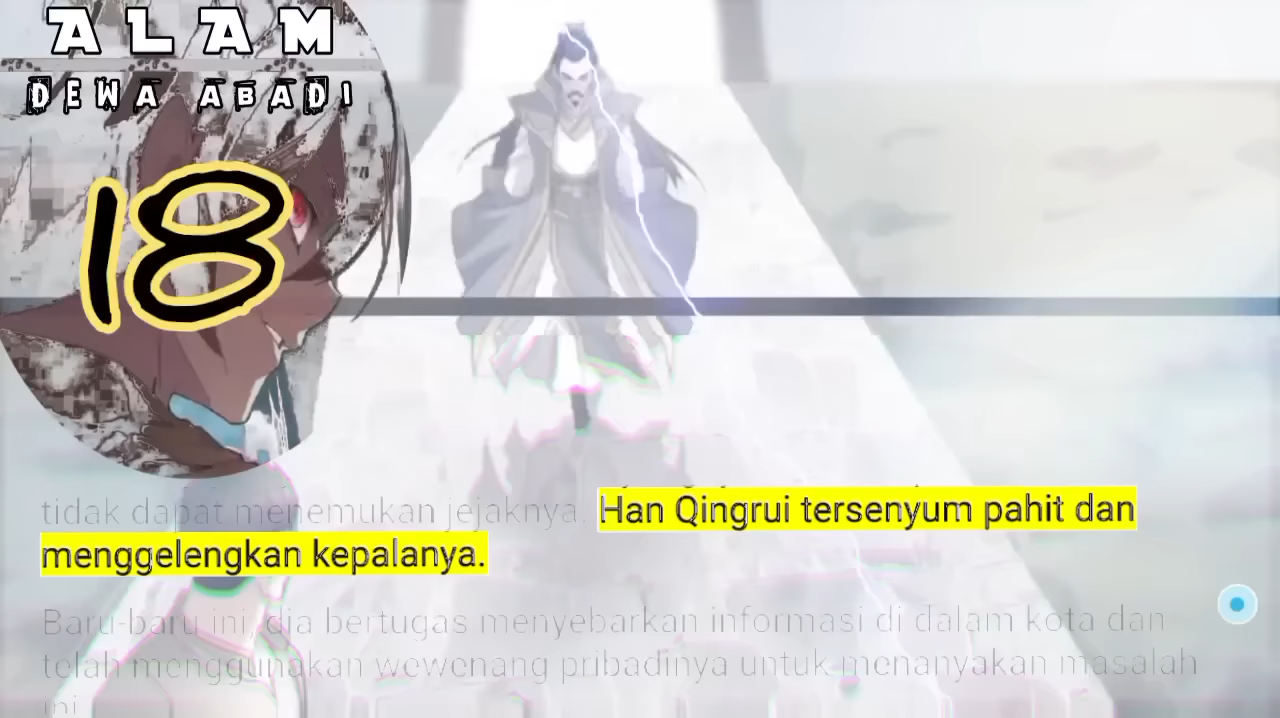 ALAM
DEWA ABADI
18
tidak dapat menemukan jejaknya. Han Qingrui tersenyum pahit dan
menggelengkan kepalanya.
Baru-baru ini, dia bertugas menyebarkan informasi di dalam kota dan
telah menggunakan wewenang pribadinya untuk menanyakan masalah
ini